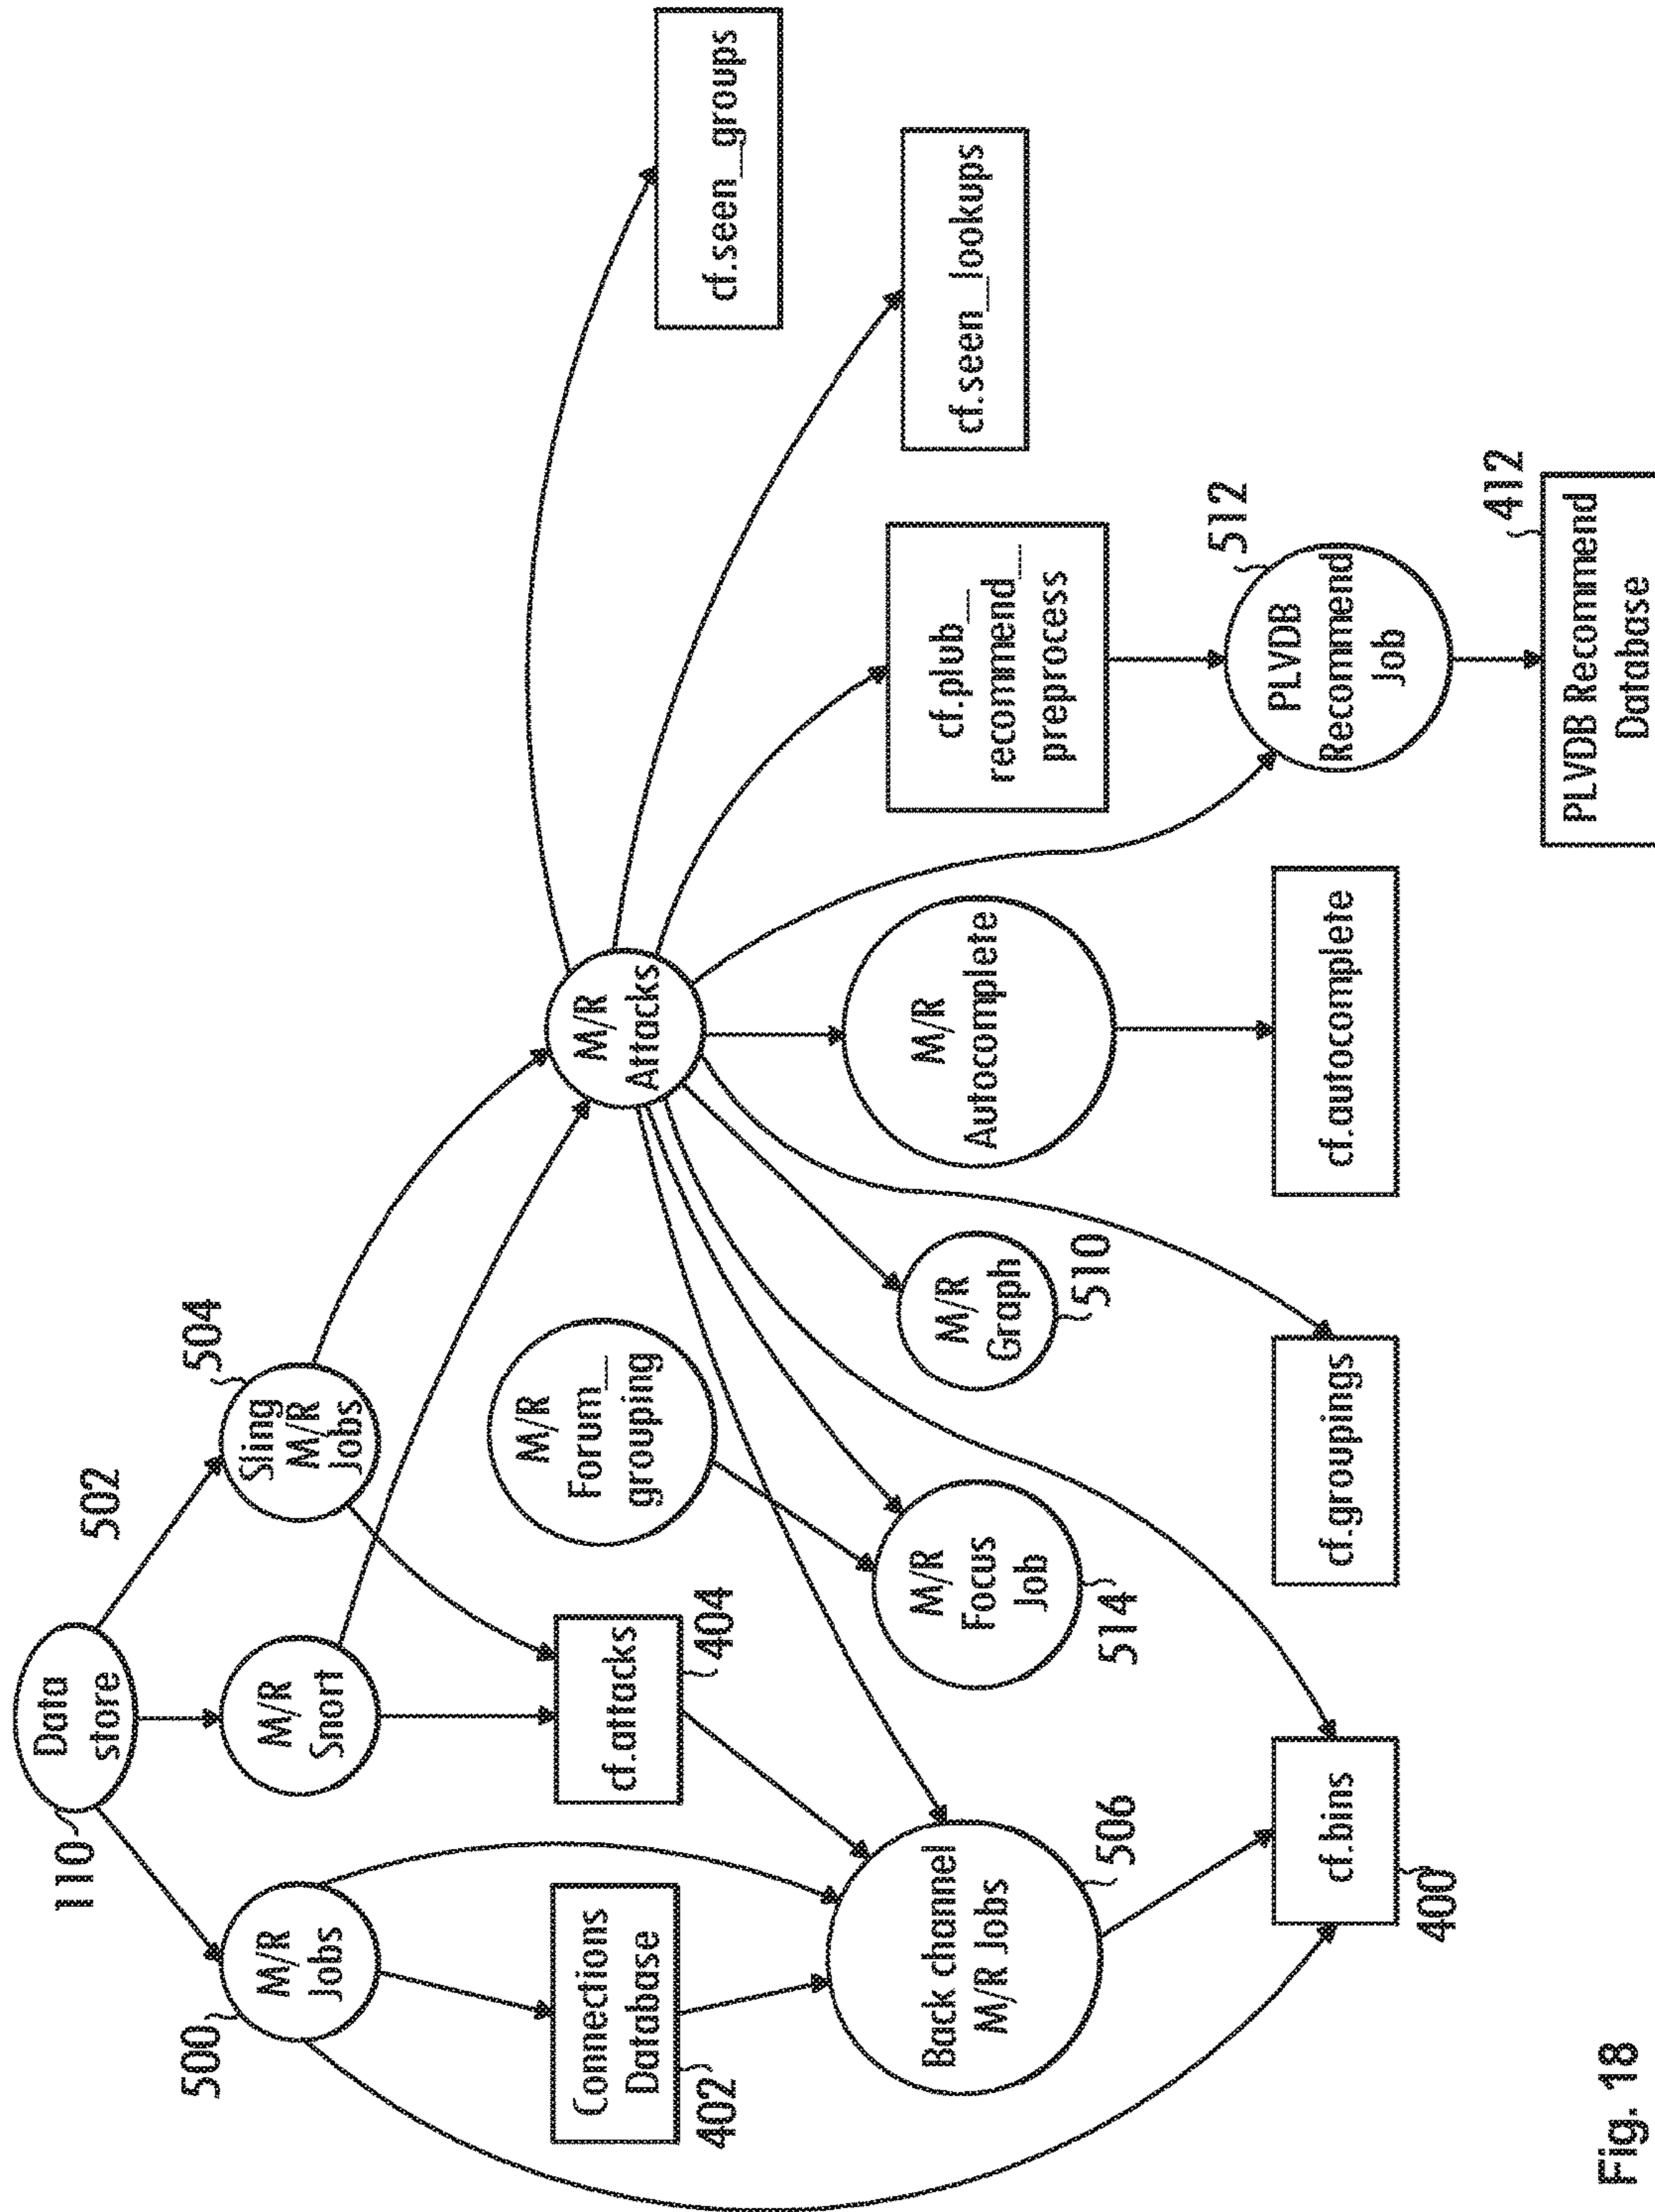 110
Data
store
502
500
M/R
Jobs
M/R
Snort
504
Sling
M/R
Jobs
Connections
Database
402
cf.attacks
404
M/R
Forum_
grouping
M/R
Attacks
cf.seen_groups
Back channel
M/R Jobs
506
M/R
Focus
Job
514
M/R
Graph
510
M/R
Autocomplete
cf.plub_
recommend_
preprocess
cf.seen_lookups
cf.bins
400
cf.groupings
cf.autocomplete
PLVDB
Recommend
Job
512
PLVDB Recommend
Database
412
Fig. 18